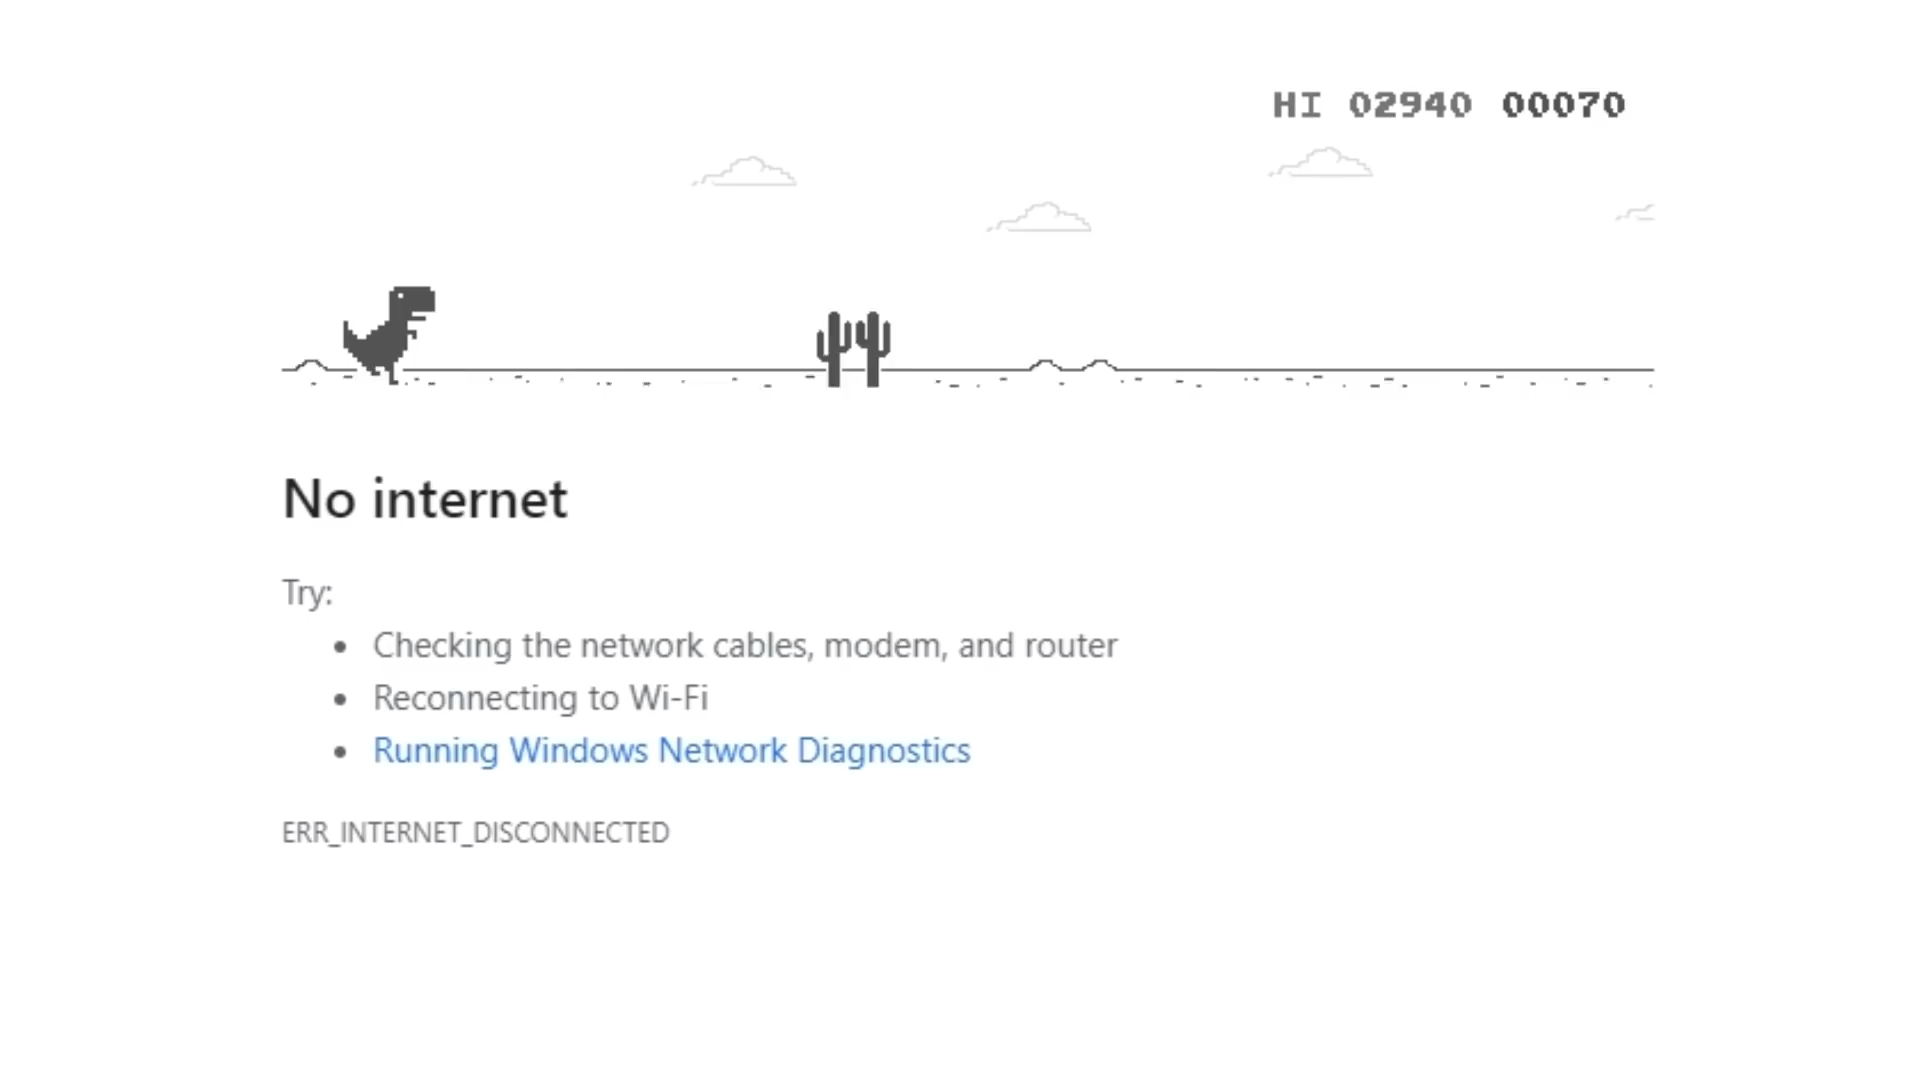 HI 02940 00070
No internet
Try:
• Checking the network cables, modem, and router
• Reconnecting to Wi-Fi
• Running Windows Network Diagnostics
ERR_INTERNET_DISCONNECTED